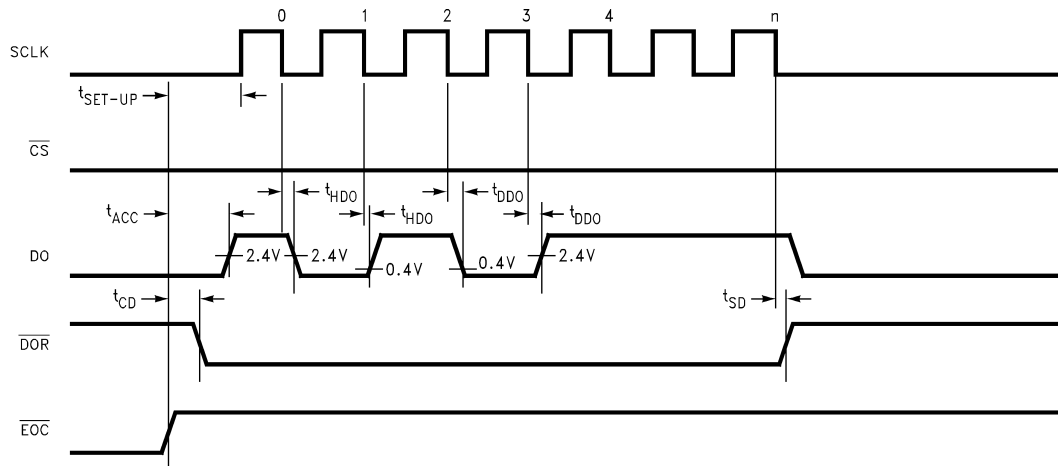 0 1 2 3 4 n
SCLK
tSET-UP
CS
tHDO tDDO
tACC tHDO tDDO
DO 2.4V 2.4V 0.4V 0.4V 2.4V
tCD tSD
DOR
EOC